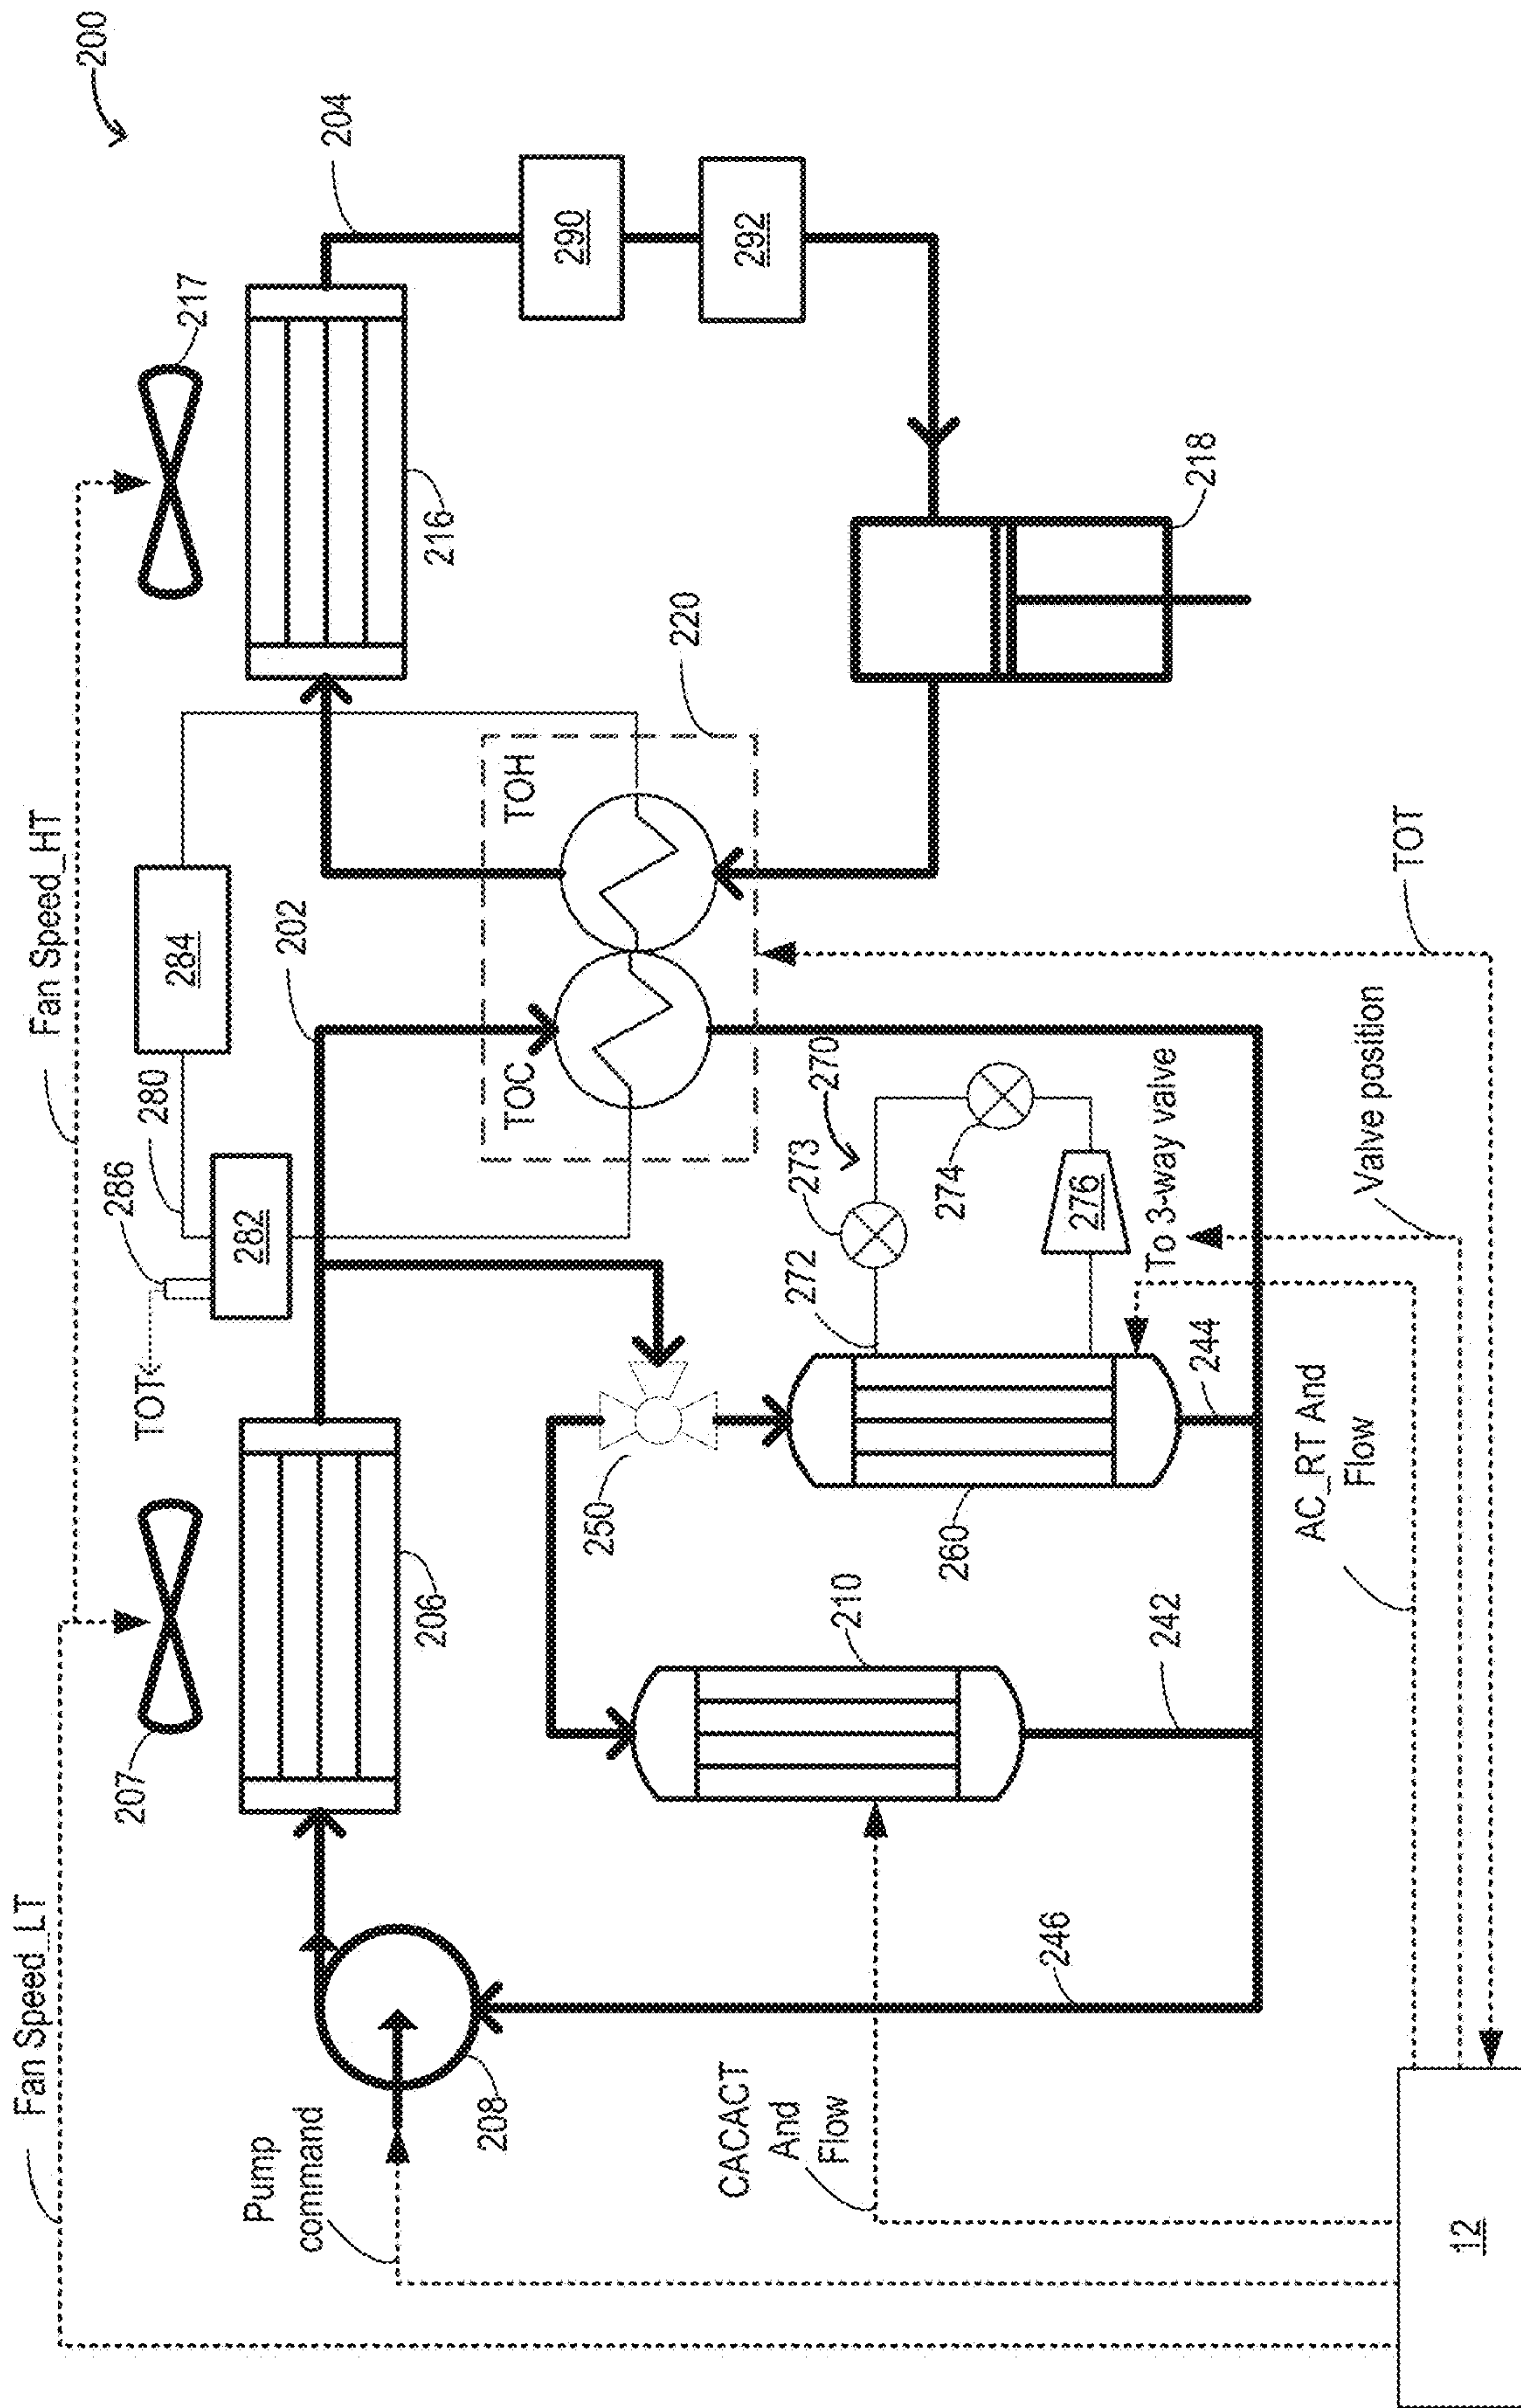 200
Fan Speed_HT
Fan Speed_LT
204
217
216
290
292
218
220
TOH
TOC
284
280
282
286
TOT
202
207
206
208
Pump
command
250
210
260
242
244
246
270
272
273
274
276
To 3-way valve
Valve position
TOT
AC_RT And
Flow
CACACT
And
Flow
12